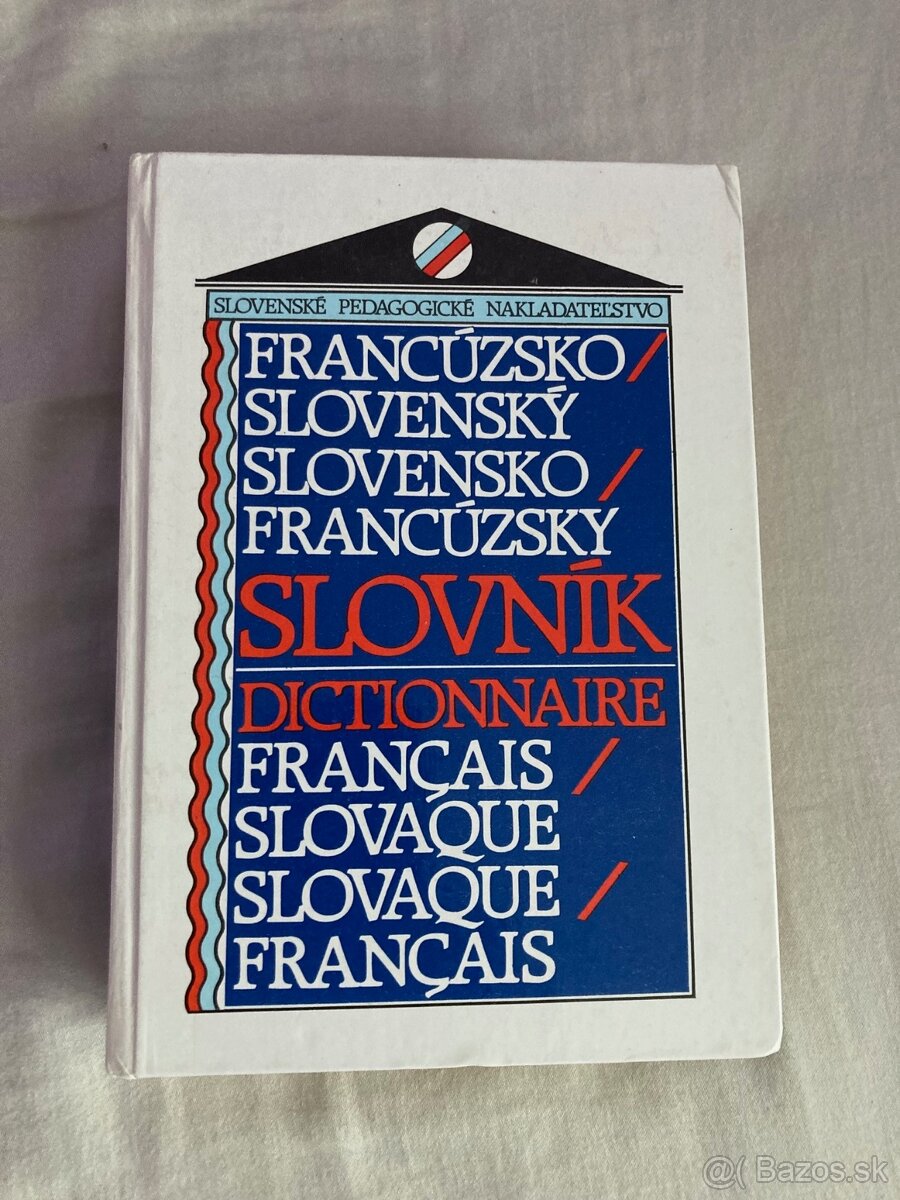 SLOVENSKÉ PEDAGOGICKÉ NAKLADATEĽSTVO
FRANCÚZSKO/
SLOVENSKÝ
SLOVENSKO/
FRANCÚZSKY
SLOVNÍK
DICTIONNAIRE
FRANÇAIS/
SLOVAQUE
SLOVAQUE/
FRANÇAIS
@( Bazos.sk